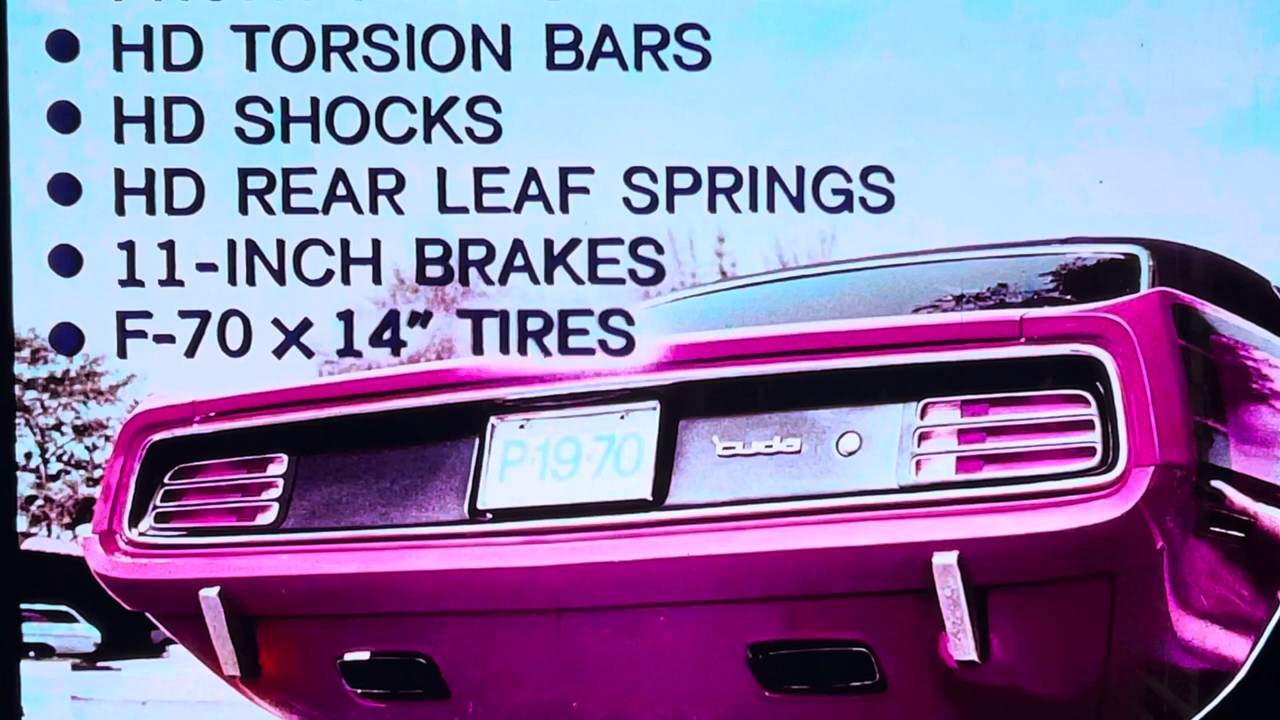 • HD TORSION BARS
• HD SHOCKS
• HD REAR LEAF SPRINGS
• 11-INCH BRAKES
• F-70 × 14″ TIRES
P·19·70
'cuda